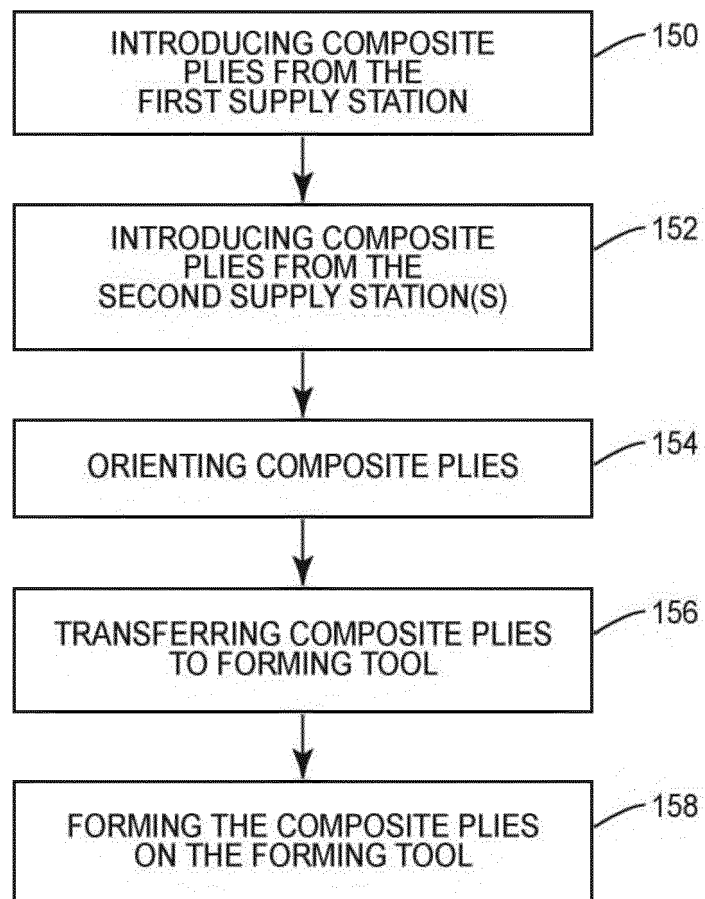 INTRODUCING COMPOSITE
PLIES FROM THE
FIRST SUPPLY STATION
150
INTRODUCING COMPOSITE
PLIES FROM THE
SECOND SUPPLY STATION(S)
152
ORIENTING COMPOSITE PLIES
154
TRANSFERRING COMPOSITE PLIES
TO FORMING TOOL
156
FORMING THE COMPOSITE PLIES
ON THE FORMING TOOL
158